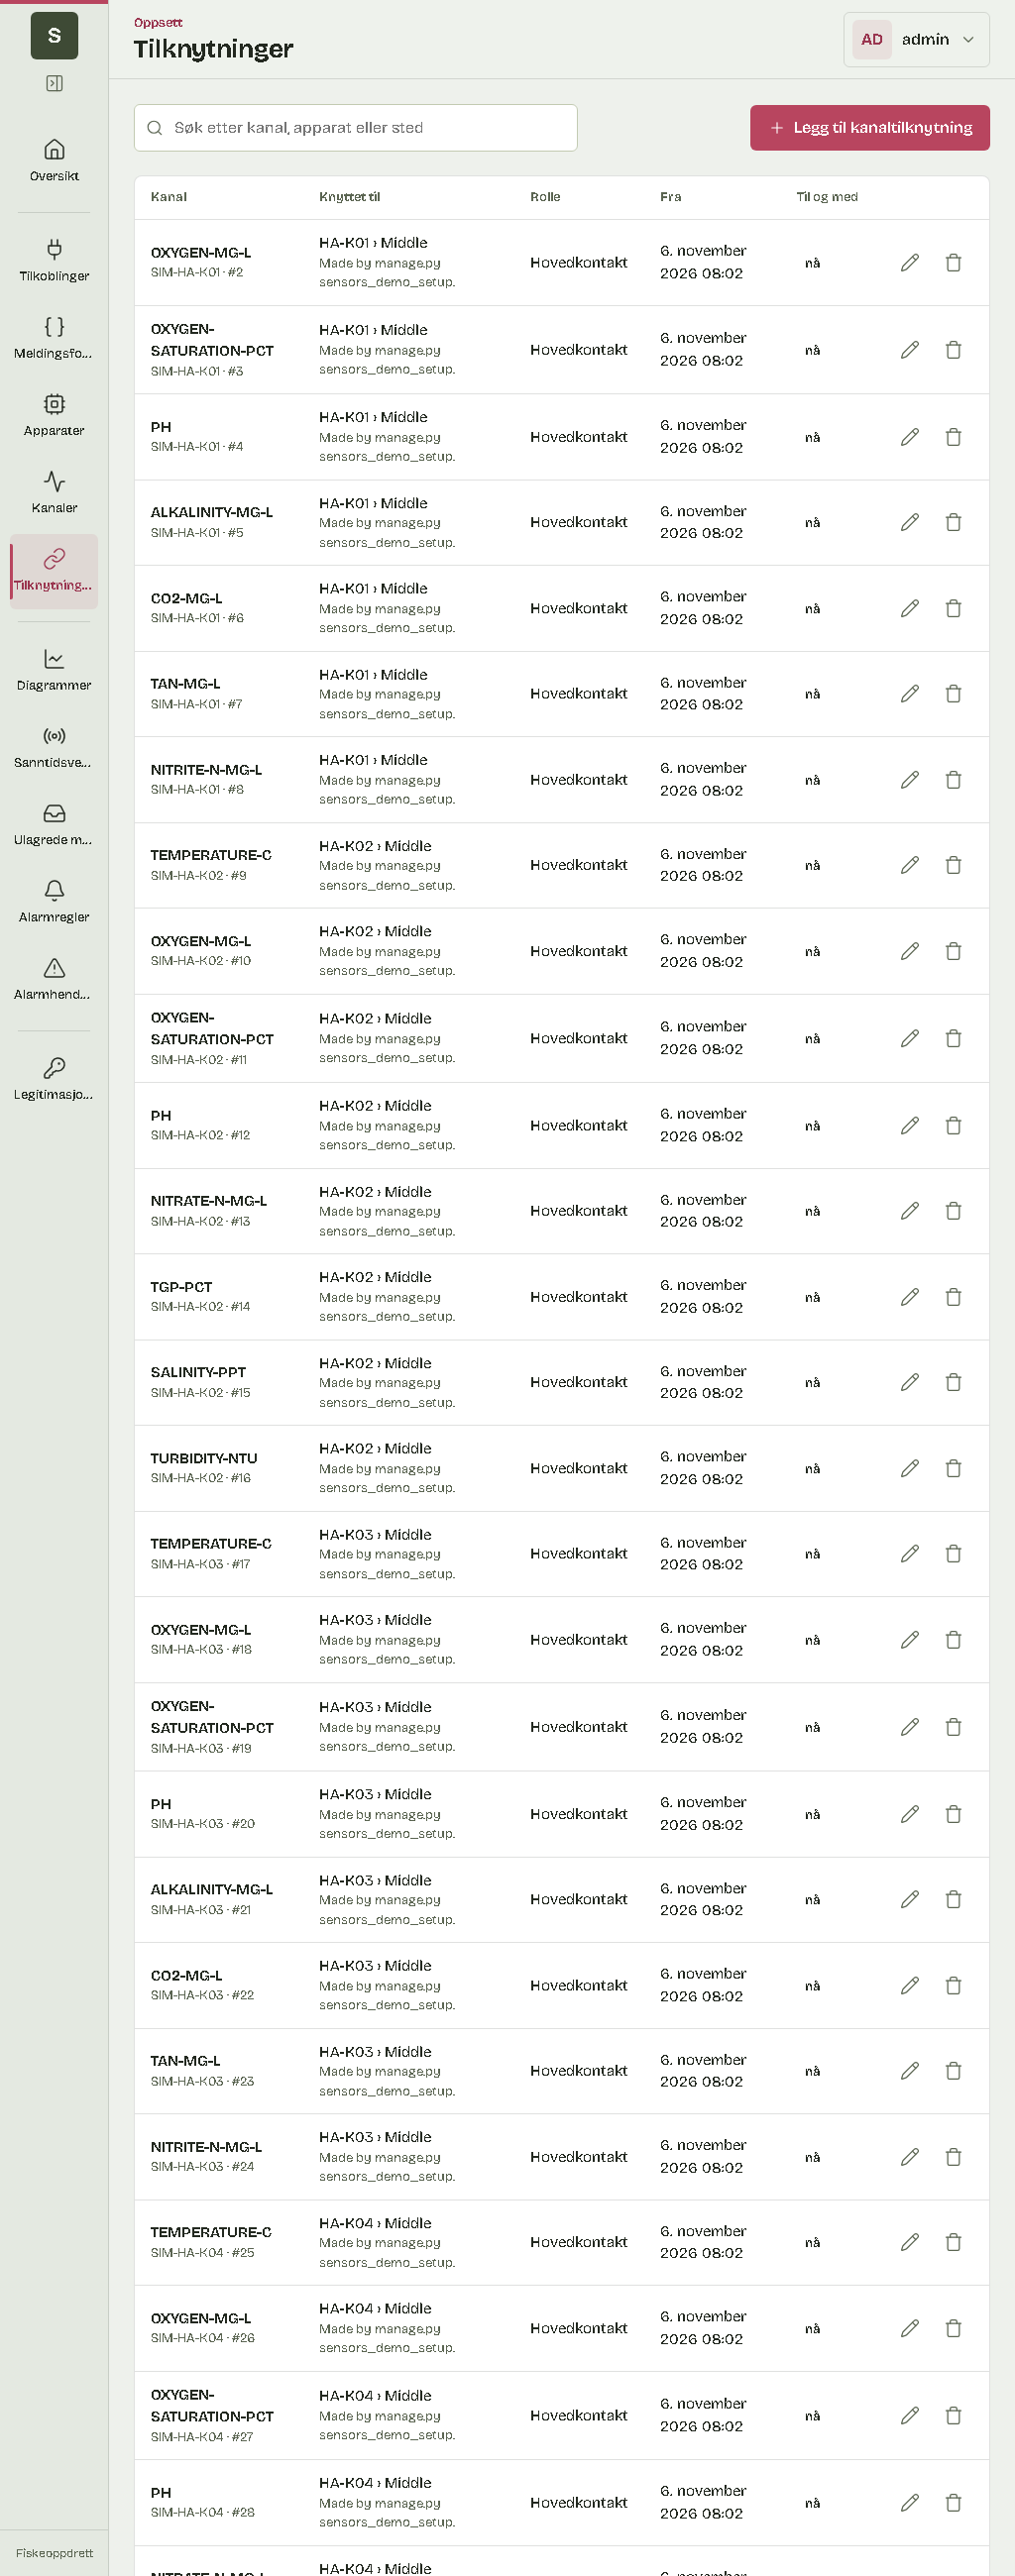 S
Oversikt
Tilkoblinger
Meldingsfo...
Apparater
Kanaler
Tilknytning...
Diagrammer
Sanntidsve...
Ulagrede m...
Alarmregler
Alarmhend...
Legitimasjo...
Fiskeoppdrett
Oppsett
Tilknytninger
AD admin
Søk etter kanal, apparat eller sted
Legg til kanaltilknytning
Kanal Knyttet til Rolle Fra Til og med
OXYGEN-MG-L
SIM-HA-K01 · #2
HA-K01 › Middle
Made by manage.py
sensors_demo_setup.
Hovedkontakt
6. november
2026 08:02
nå
OXYGEN-
SATURATION-PCT
SIM-HA-K01 · #3
HA-K01 › Middle
Made by manage.py
sensors_demo_setup.
Hovedkontakt
6. november
2026 08:02
nå
PH
SIM-HA-K01 · #4
HA-K01 › Middle
Made by manage.py
sensors_demo_setup.
Hovedkontakt
6. november
2026 08:02
nå
ALKALINITY-MG-L
SIM-HA-K01 · #5
HA-K01 › Middle
Made by manage.py
sensors_demo_setup.
Hovedkontakt
6. november
2026 08:02
nå
CO2-MG-L
SIM-HA-K01 · #6
HA-K01 › Middle
Made by manage.py
sensors_demo_setup.
Hovedkontakt
6. november
2026 08:02
nå
TAN-MG-L
SIM-HA-K01 · #7
HA-K01 › Middle
Made by manage.py
sensors_demo_setup.
Hovedkontakt
6. november
2026 08:02
nå
NITRITE-N-MG-L
SIM-HA-K01 · #8
HA-K01 › Middle
Made by manage.py
sensors_demo_setup.
Hovedkontakt
6. november
2026 08:02
nå
TEMPERATURE-C
SIM-HA-K02 · #9
HA-K02 › Middle
Made by manage.py
sensors_demo_setup.
Hovedkontakt
6. november
2026 08:02
nå
OXYGEN-MG-L
SIM-HA-K02 · #10
HA-K02 › Middle
Made by manage.py
sensors_demo_setup.
Hovedkontakt
6. november
2026 08:02
nå
OXYGEN-
SATURATION-PCT
SIM-HA-K02 · #11
HA-K02 › Middle
Made by manage.py
sensors_demo_setup.
Hovedkontakt
6. november
2026 08:02
nå
PH
SIM-HA-K02 · #12
HA-K02 › Middle
Made by manage.py
sensors_demo_setup.
Hovedkontakt
6. november
2026 08:02
nå
NITRATE-N-MG-L
SIM-HA-K02 · #13
HA-K02 › Middle
Made by manage.py
sensors_demo_setup.
Hovedkontakt
6. november
2026 08:02
nå
TGP-PCT
SIM-HA-K02 · #14
HA-K02 › Middle
Made by manage.py
sensors_demo_setup.
Hovedkontakt
6. november
2026 08:02
nå
SALINITY-PPT
SIM-HA-K02 · #15
HA-K02 › Middle
Made by manage.py
sensors_demo_setup.
Hovedkontakt
6. november
2026 08:02
nå
TURBIDITY-NTU
SIM-HA-K02 · #16
HA-K02 › Middle
Made by manage.py
sensors_demo_setup.
Hovedkontakt
6. november
2026 08:02
nå
TEMPERATURE-C
SIM-HA-K03 · #17
HA-K03 › Middle
Made by manage.py
sensors_demo_setup.
Hovedkontakt
6. november
2026 08:02
nå
OXYGEN-MG-L
SIM-HA-K03 · #18
HA-K03 › Middle
Made by manage.py
sensors_demo_setup.
Hovedkontakt
6. november
2026 08:02
nå
OXYGEN-
SATURATION-PCT
SIM-HA-K03 · #19
HA-K03 › Middle
Made by manage.py
sensors_demo_setup.
Hovedkontakt
6. november
2026 08:02
nå
PH
SIM-HA-K03 · #20
HA-K03 › Middle
Made by manage.py
sensors_demo_setup.
Hovedkontakt
6. november
2026 08:02
nå
ALKALINITY-MG-L
SIM-HA-K03 · #21
HA-K03 › Middle
Made by manage.py
sensors_demo_setup.
Hovedkontakt
6. november
2026 08:02
nå
CO2-MG-L
SIM-HA-K03 · #22
HA-K03 › Middle
Made by manage.py
sensors_demo_setup.
Hovedkontakt
6. november
2026 08:02
nå
TAN-MG-L
SIM-HA-K03 · #23
HA-K03 › Middle
Made by manage.py
sensors_demo_setup.
Hovedkontakt
6. november
2026 08:02
nå
NITRITE-N-MG-L
SIM-HA-K03 · #24
HA-K03 › Middle
Made by manage.py
sensors_demo_setup.
Hovedkontakt
6. november
2026 08:02
nå
TEMPERATURE-C
SIM-HA-K04 · #25
HA-K04 › Middle
Made by manage.py
sensors_demo_setup.
Hovedkontakt
6. november
2026 08:02
nå
OXYGEN-MG-L
SIM-HA-K04 · #26
HA-K04 › Middle
Made by manage.py
sensors_demo_setup.
Hovedkontakt
6. november
2026 08:02
nå
OXYGEN-
SATURATION-PCT
SIM-HA-K04 · #27
HA-K04 › Middle
Made by manage.py
sensors_demo_setup.
Hovedkontakt
6. november
2026 08:02
nå
PH
SIM-HA-K04 · #28
HA-K04 › Middle
Made by manage.py
sensors_demo_setup.
Hovedkontakt
6. november
2026 08:02
nå
HA-K04 › Middle